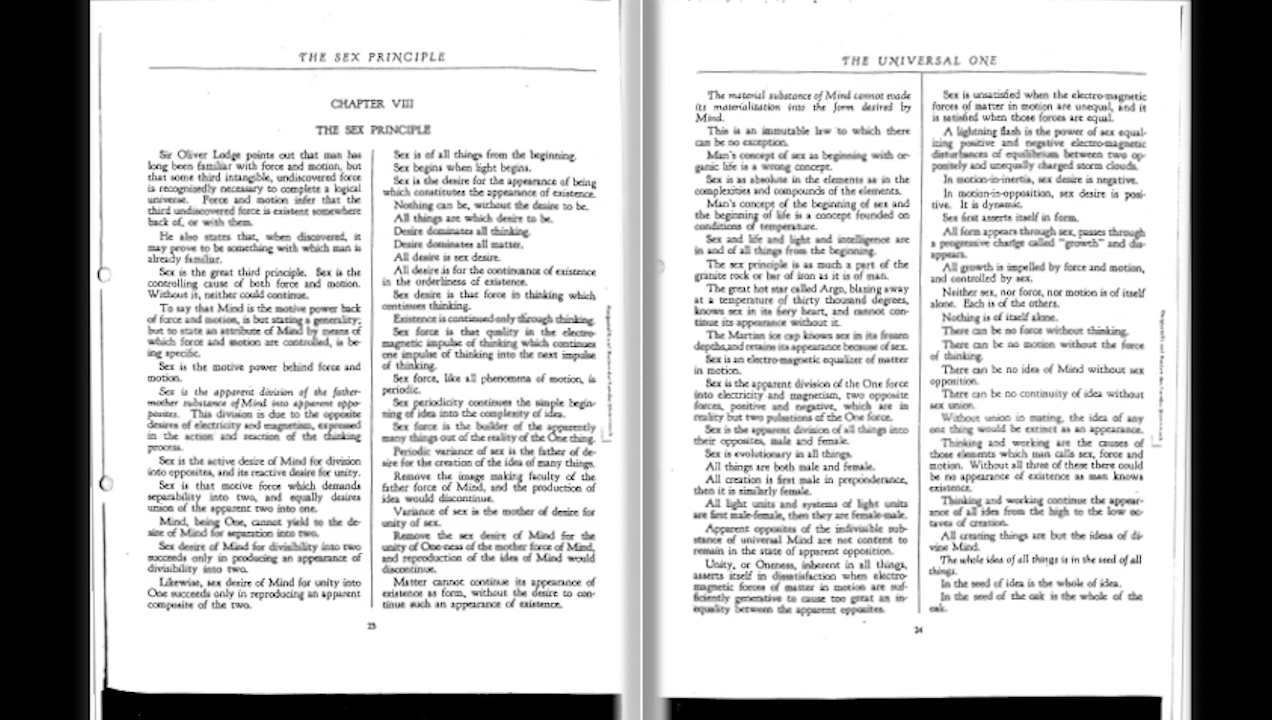 THE SEX PRINCIPLE
CHAPTER VIII
THE SEX PRINCIPLE
Sir Oliver Lodge points out that man has
long been familiar with force and motion, but
that some third intangible, undiscovered force
is recognizedly necessary to complete a logical
universe. Force and motion infer that the
third undiscovered force is existent somewhere
back of, or with them.
He also states that, when discovered, it
may prove to be something with which man is
already familiar.
Sex is the great third principle. Sex is the
controlling cause of both force and motion.
Without it, neither could continue.
To say that Mind is the motive power back
of force and motion, is but stating a generality;
but to state an attribute of Mind by means of
which force and motion are controlled, is be-
ing specific.
Sex is the motive power behind force and
motion.
Sex is the apparent division of the father-
mother substance of Mind into apparent oppo-
sites. This division is due to the opposite
desires of electricity and magnetism, expressed
in the action and reaction of the thinking
process.
Sex is the active desire of Mind for division
into opposites, and its reactive desire for unity.
Sex is that motive force which demands
separability into two, and equally desires
union of the apparent two into one.
Mind, being One, cannot yield to the de-
sire of Mind for separation into two.
Sex desire of Mind for divisibility into two
succeeds only in producing an appearance of
divisibility into two.
Likewise, sex desire of Mind for unity into
One succeeds only in reproducing an apparent
composite of the two.
Sex is of all things from the beginning.
Sex begins when light begins.
Sex is the desire for the appearance of being
which constitutes the appearance of existence.
Nothing can be, without the desire to be.
All things are which desire to be.
Desire dominates all thinking.
Desire dominates all matter.
All desire is sex desire.
All desire is for the continuance of existence
in the orderliness of existence.
Sex desire is that force in thinking which
continues thinking.
Existence is continued only through thinking.
Sex force is that quality in the electro-
magnetic impulse of thinking which continues
one impulse of thinking into the next impulse
of thinking.
Sex force, like all phenomena of motion, is
periodic.
Sex periodicity continues the simple begin-
ning of idea into the complexity of idea.
Sex force is the builder of the apparently
many things out of the reality of the One thing.
Periodic variance of sex is the father of de-
sire for the creation of the idea of many things.
Remove the image making faculty of the
father force of Mind, and the production of
idea would discontinue.
Variance of sex is the mother of desire for
unity of sex.
Remove the sex desire of Mind for the
unity of One-ness of the mother force of Mind,
and reproduction of the idea of Mind would
discontinue.
Matter cannot continue its appearance of
existence as form, without the desire to con-
tinue such an appearance of existence.
23
THE UNIVERSAL ONE
The material substance of Mind cannot made
its materialization into the form desired by
Mind.
This is an immutable law to which there
can be no exception.
Man's concept of sex as beginning with or-
ganic life is a wrong concept.
Sex is as absolute in the elements as in the
complexities and compounds of the elements.
Man's concept of the beginning of sex and
the beginning of life is a concept founded on
conditions of temperature.
Sex and life and light and intelligence are
in and of all things from the beginning.
The sex principle is as much a part of the
granite rock or bar of iron as it is of man.
The great hot star called Argo, blazing away
at a temperature of thirty thousand degrees,
knows sex in its fiery heart, and cannot con-
tinue its appearance without it.
The Martian ice cap knows sex in its frozen
depths, and retains its appearance because of sex.
Sex is an electro-magnetic equalizer of matter
in motion.
Sex is the apparent division of the One force
into electricity and magnetism, two opposite
forces, positive and negative, which are in
reality but two pulsations of the One force.
Sex is the apparent division of all things into
their opposites, male and female.
Sex is evolutionary in all things.
All things are both male and female.
All creation is first male in preponderance,
then it is similarly female.
All light units and systems of light units
are first male-female, then they are female-male.
Apparent opposites of the indivisible sub-
stance of universal Mind are not content to
remain in the state of apparent opposition.
Unity, or Oneness, inherent in all things,
asserts itself in dissatisfaction when electro-
magnetic forces of matter in motion are suf-
ficiently generative to cause too great an in-
equality between the apparent opposites.
Sex is unsatisfied when the electro-magnetic
forces of matter in motion are unequal, and it
is satisfied when those forces are equal.
A lightning flash is the power of sex equal-
izing positive and negative electro-magnetic
disturbances of equilibrium between two op-
positely and unequally charged storm clouds.
In motion-in-inertia, sex desire is negative.
In motion-in-opposition, sex desire is posi-
tive. It is dynamic.
Sex first asserts itself in form.
All form appears through sex, passes through
a progressive charge called "growth" and dis-
appears.
All growth is impelled by force and motion,
and controlled by sex.
Neither sex, nor force, nor motion is of itself
alone. Each is of the others.
Nothing is of itself alone.
There can be no force without thinking.
There can be no motion without the force
of thinking.
There can be no idea of Mind without sex
opposition.
There can be no continuity of idea without
sex union.
Without union in mating, the idea of any
one thing would be extinct as an appearance.
Thinking and working are the causes of
those elements which man calls sex, force and
motion. Without all three of these there could
be no appearance of existence as man knows
existence.
Thinking and working continue the appear-
ance of all idea from the high to the low oc-
taves of creation.
All creating things are but the ideas of di-
vine Mind.
The whole idea of all things is in the seed of all
things.
In the seed of idea is the whole of idea.
In the seed of the oak is the whole of the
oak.
24